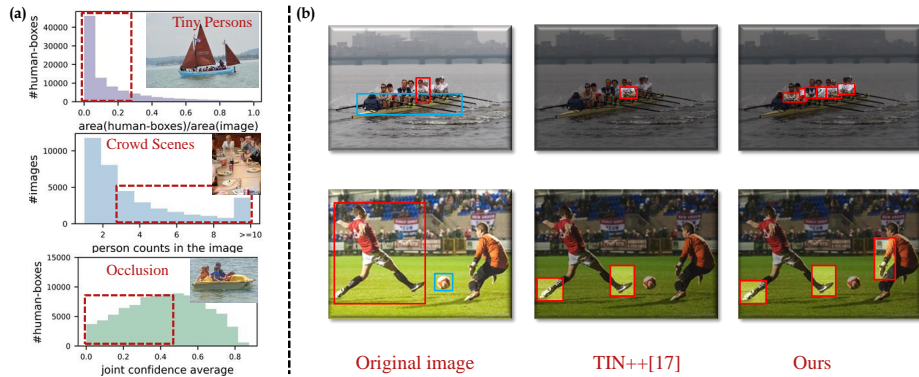 (a)
Tiny Persons
#human-boxes
40000
30000
20000
10000
0
0.0 0.2 0.4 0.6 0.8 1.0
area(human-boxes)/area(image)
Crowd Scenes
#images
10000
5000
0
2 4 6 8 >=10
person counts in the image
Occlusion
#human-boxes
15000
10000
5000
0
0.0 0.2 0.4 0.6 0.8
joint confidence average
(b)
Original image
TIN++[17]
Ours